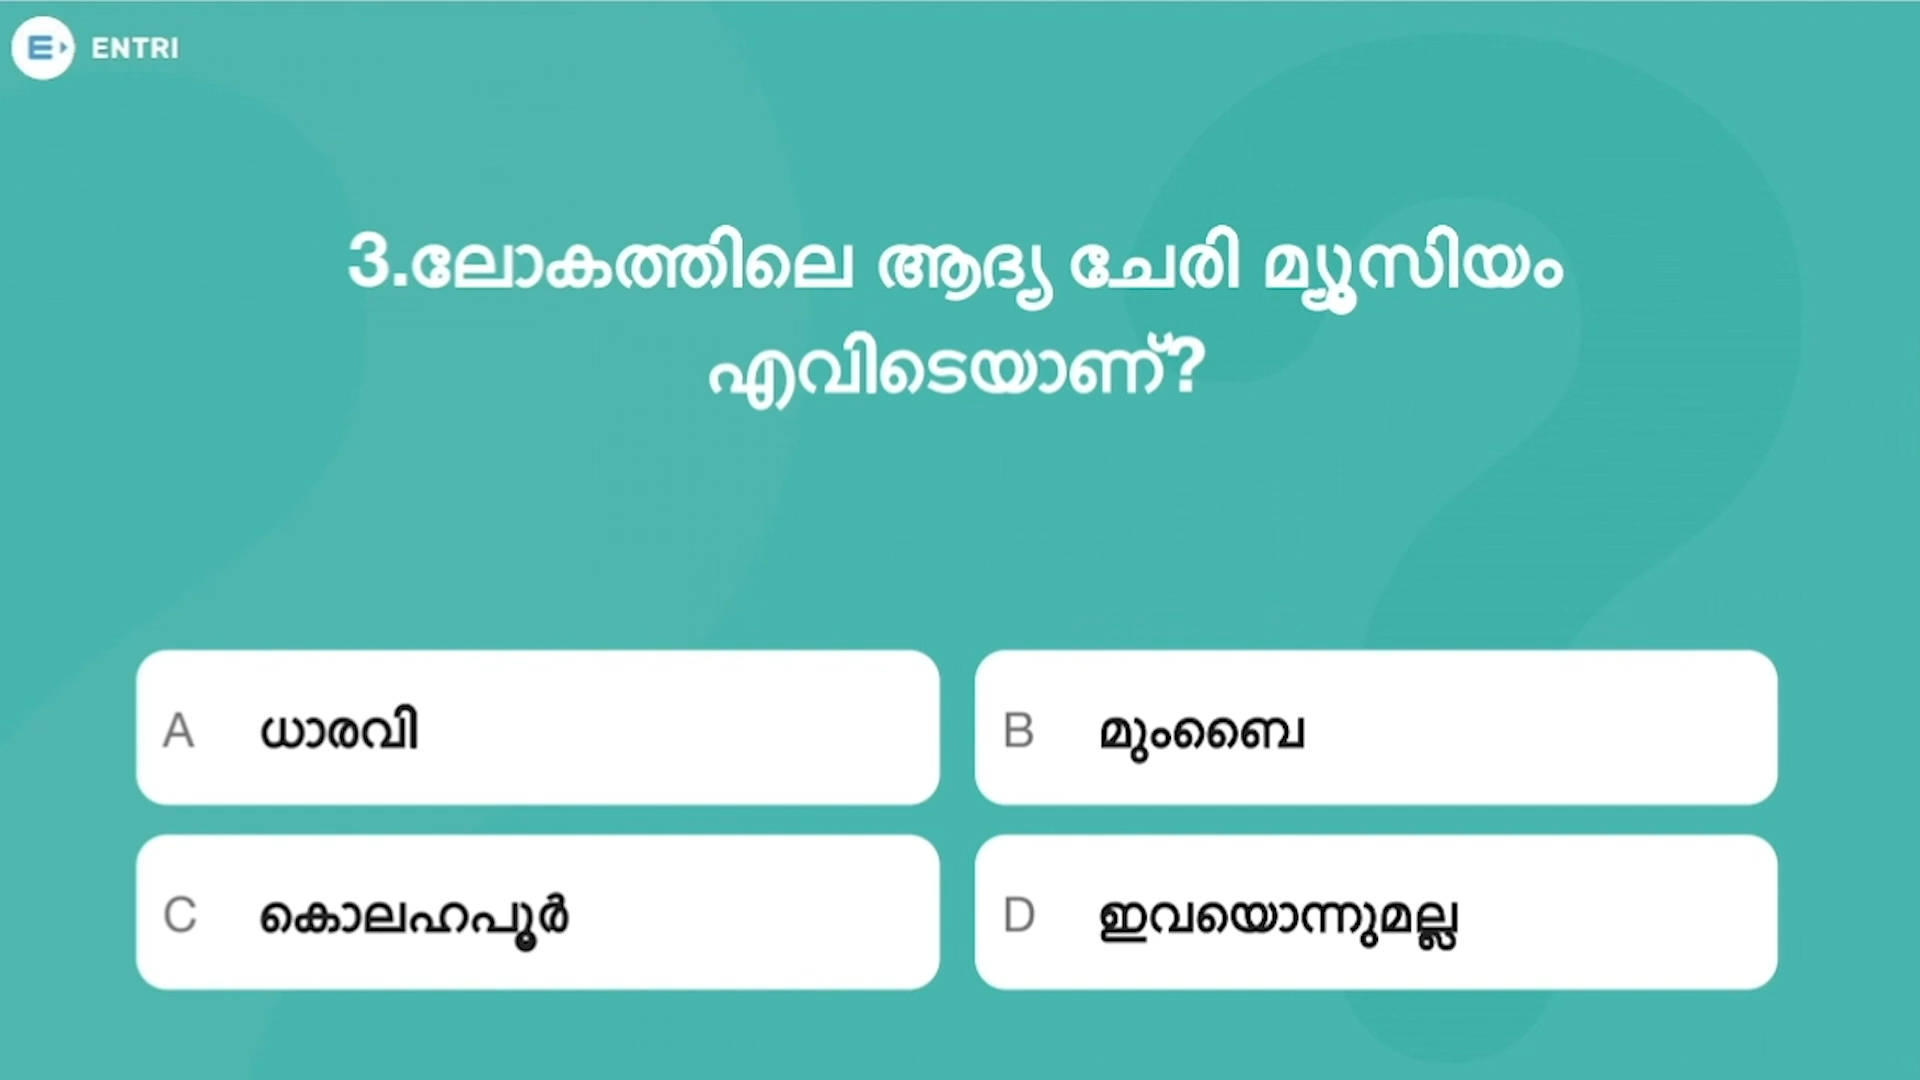 ENTRI
3.ലോകത്തിലെ ആദ്യ ചേരി മ്യൂസിയം
എവിടെയാണ്?
A ധാരവി
B മുംബൈ
C കൊലഹപൂർ
D ഇവയൊന്നുമല്ല